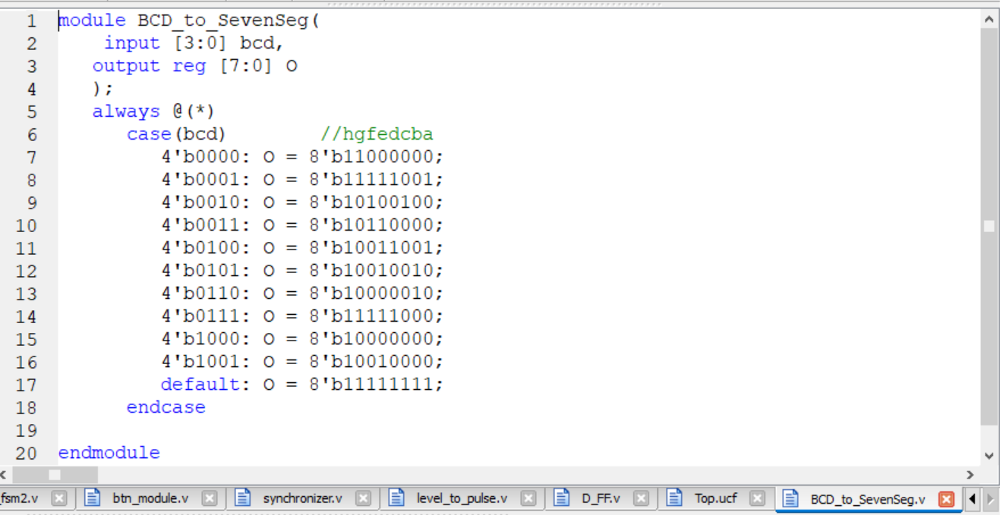 1 module BCD_to_SevenSeg(
2 input [3:0] bcd,
3 output reg [7:0] O
4 );
5 always @(*)
6 case(bcd) //hgfedcba
7 4'b0000: O = 8'b11000000;
8 4'b0001: O = 8'b11111001;
9 4'b0010: O = 8'b10100100;
10 4'b0011: O = 8'b10110000;
11 4'b0100: O = 8'b10011001;
12 4'b0101: O = 8'b10010010;
13 4'b0110: O = 8'b10000010;
14 4'b0111: O = 8'b11111000;
15 4'b1000: O = 8'b10000000;
16 4'b1001: O = 8'b10010000;
17 default: O = 8'b11111111;
18 endcase
19
20 endmodule
_fsm2.v btn_module.v synchronizer.v level_to_pulse.v D_FF.v Top.ucf BCD_to_SevenSeg.v